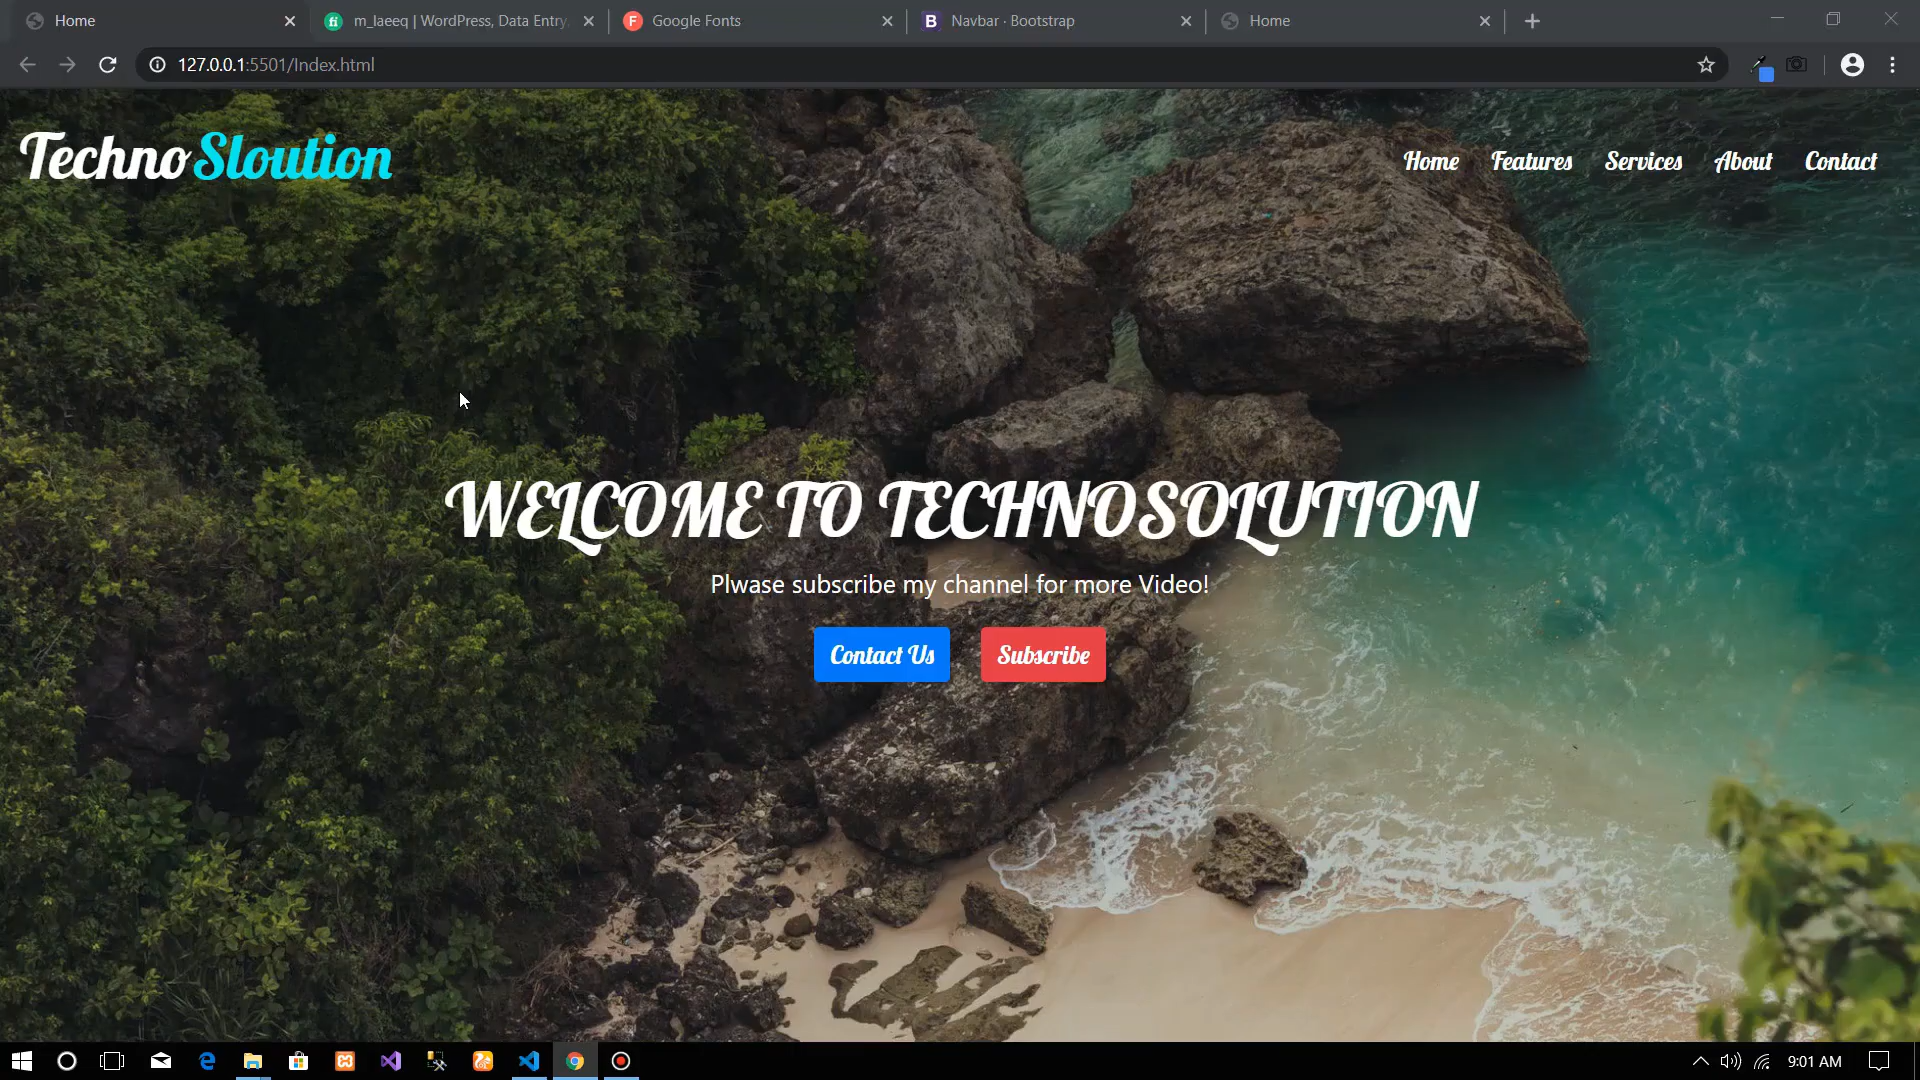 Home
m_laeeq | WordPress, Data Entry,
Google Fonts
Navbar · Bootstrap
Home
127.0.0.1:5501/Index.html
TechnoSloution
Home
Features
Services
About
Contact
WELCOME TO TECHNOSOLUTION
Plwase subscribe my channel for more Video!
Contact Us
Subscribe
9:01 AM